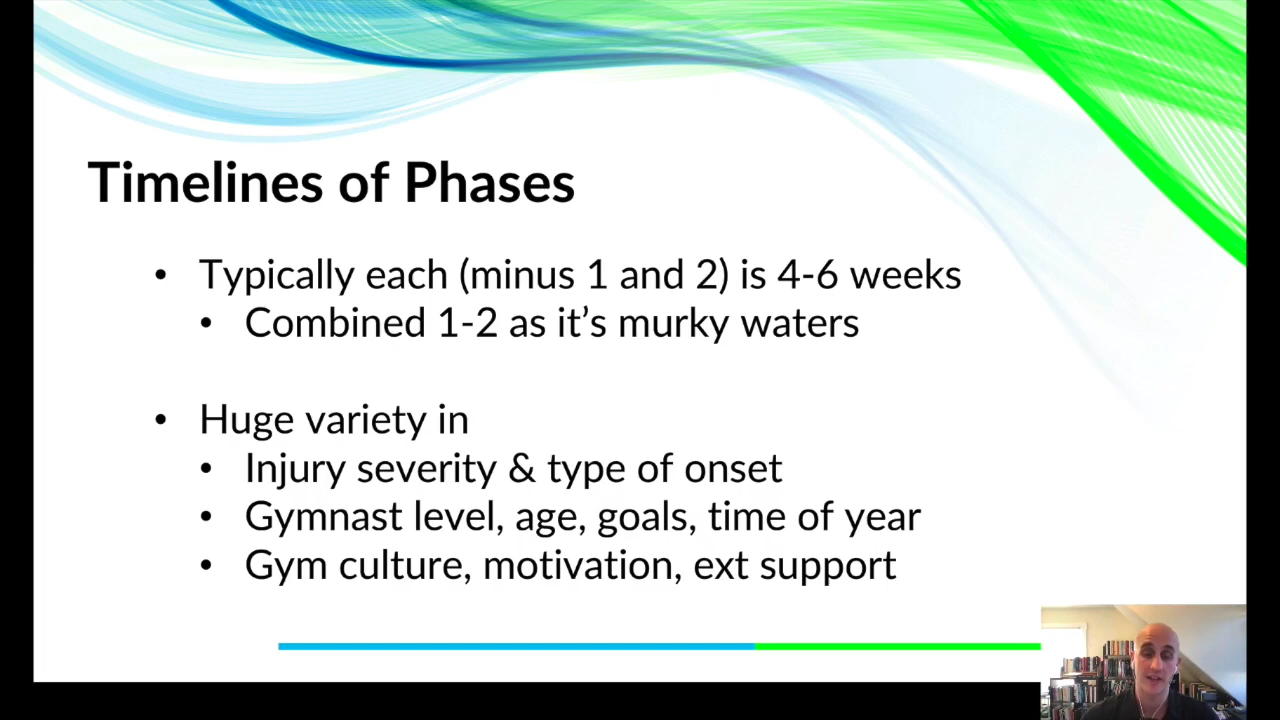 Timelines of Phases
• Typically each (minus 1 and 2) is 4-6 weeks
• Combined 1-2 as it’s murky waters
• Huge variety in
• Injury severity & type of onset
• Gymnast level, age, goals, time of year
• Gym culture, motivation, ext support